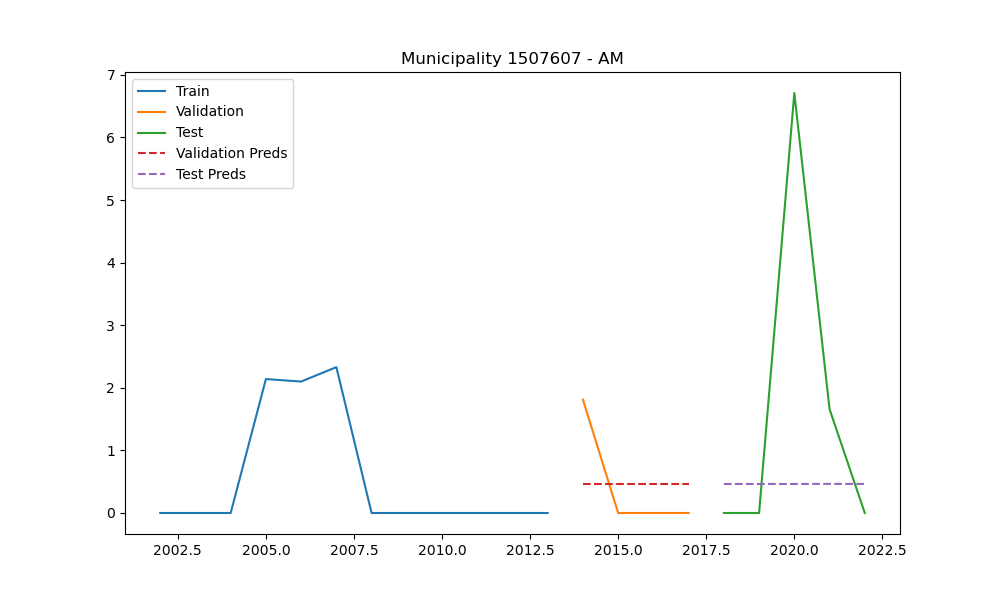 Municipality 1507607 - AM
7
6
5
4
3
2
1
0
Train
Validation
Test
Validation Preds
Test Preds
2002.5 2005.0 2007.5 2010.0 2012.5 2015.0 2017.5 2020.0 2022.5